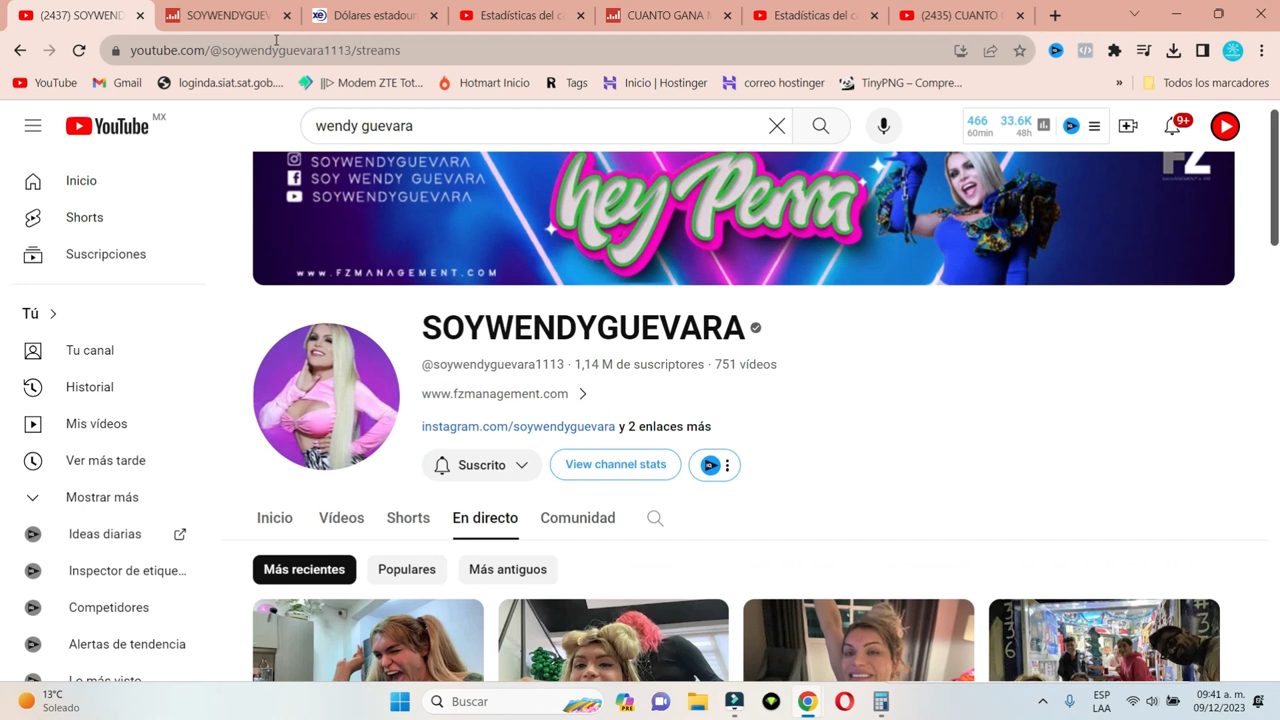 (2437) SOYWEND
SOYWENDYGUEV
Dólares estadour
Estadísticas del c
CUANTO GANA
Estadísticas del c
(2435) CUANTO
youtube.com/@soywendyguevara1113/streams
YouTube
Gmail
loginda.siat.sat.gob....
||▷ Modem ZTE Tot...
Hotmart Inicio
Tags
Inicio | Hostinger
correo hostinger
TinyPNG – Compre...
»
Todos los marcadores
YouTube MX
wendy guevara
466
60min
33.6K
48h
9+
Inicio
Shorts
Suscripciones
Tú
Tu canal
Historial
Mis vídeos
Ver más tarde
Mostrar más
Ideas diarias
Inspector de etique...
Competidores
Alertas de tendencia
SOYWENDYGUEVARA
SOY WENDY GUEVARA
SOYWENDYGUEVARA
WWW.FZMANAGEMENT.COM
hey Perra
FZ
SOYWENDYGUEVARA
@soywendyguevara1113 · 1,14 M de suscriptores · 751 vídeos
www.fzmanagement.com
instagram.com/soywendyguevara y 2 enlaces más
Suscrito
View channel stats
Inicio
Vídeos
Shorts
En directo
Comunidad
Más recientes
Populares
Más antiguos
13°C
Soleado
Buscar
PRE
ESP
LAA
09:41 a. m.
09/12/2023